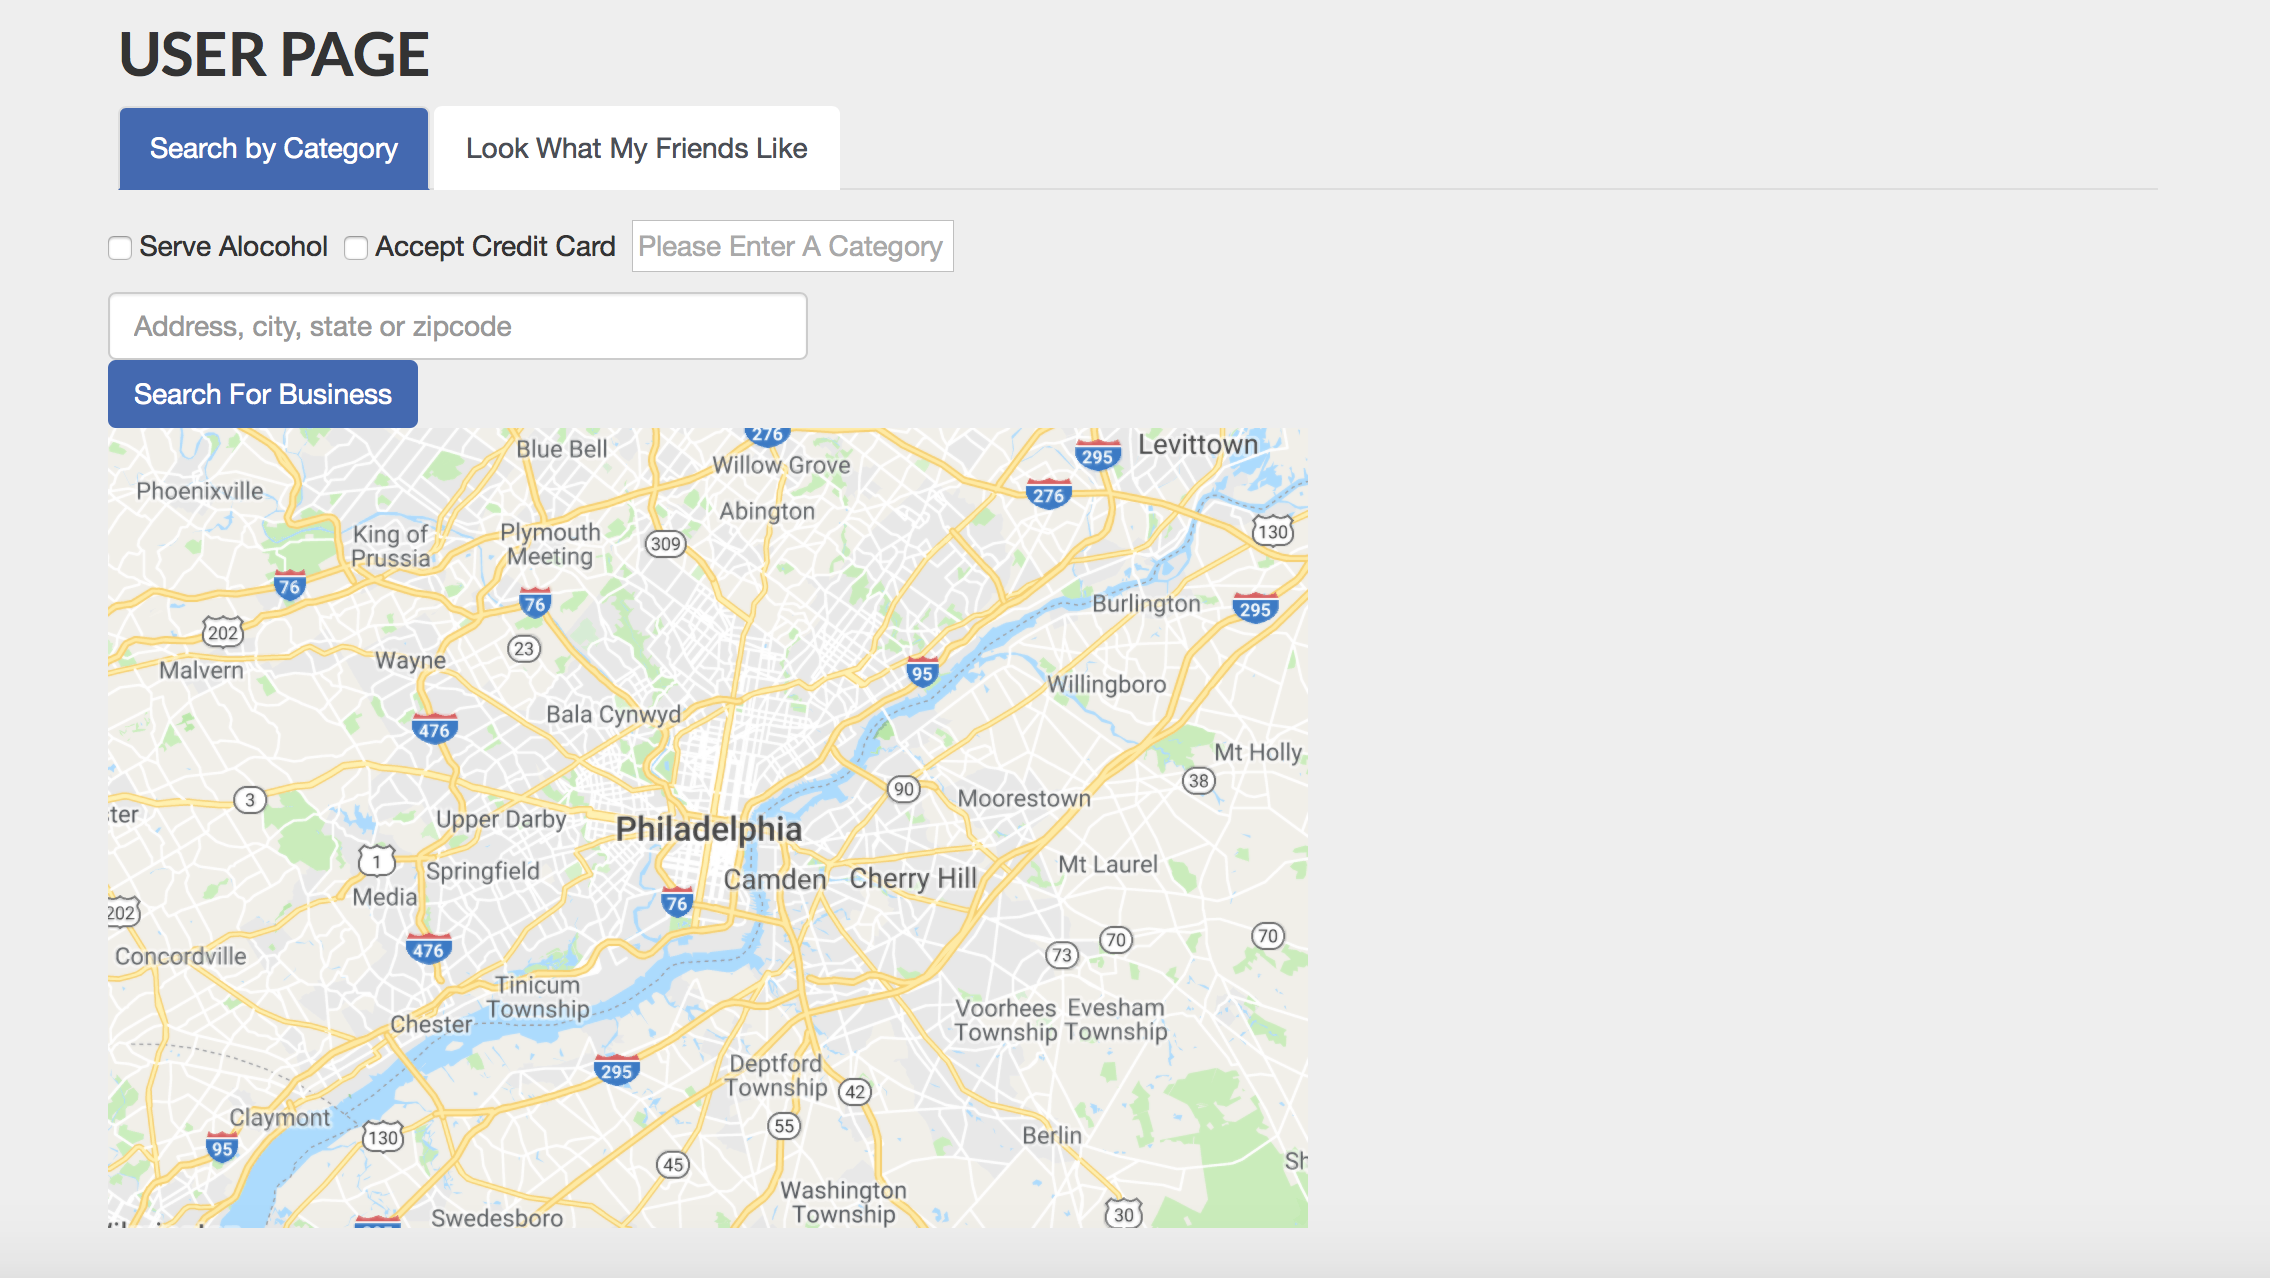 USER PAGE
Search by Category
Look What My Friends Like
Serve Alocohol
Accept Credit Card
Please Enter A Category
Address, city, state or zipcode
Search For Business
276
Blue Bell
Levittown
295
Willow Grove
Phoenixville
276
Abington
130
King of
Prussia
Plymouth
Meeting
309
76
76
Burlington
295
202
23
Malvern
Wayne
95
Willingboro
Bala Cynwyd
476
Mt Holly
38
3
90
Moorestown
ter
Upper Darby
Philadelphia
1
Springfield
Mt Laurel
Camden
Cherry Hill
Media
76
202
476
70
70
73
Concordville
Tinicum
Township
Voorhees
Township
Evesham
Township
Chester
295
Deptford
Township
42
Claymont
55
130
Berlin
95
45
Sh
Washington
Township
30
Swedesboro